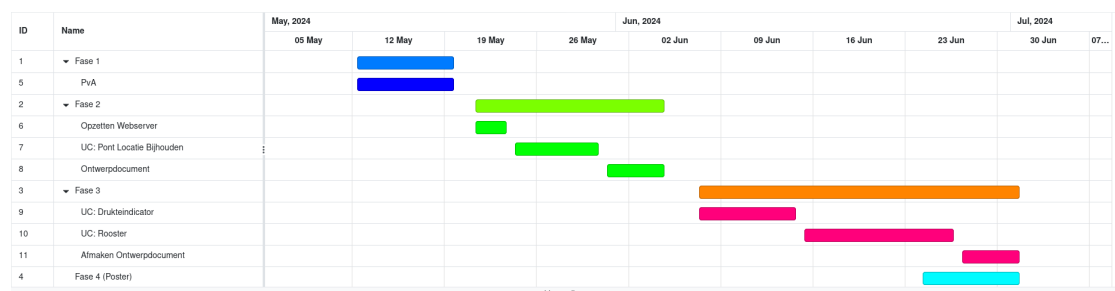 ID Name May, 2024 Jun, 2024 Jul, 2024
05 May 12 May 19 May 26 May 02 Jun 09 Jun 16 Jun 23 Jun 30 Jun 07...
1 Fase 1
5 PvA
2 Fase 2
6 Opzetten Webserver
7 UC: Pont Locatie Bijhouden
8 Ontwerpdocument
3 Fase 3
9 UC: Drukteindicator
10 UC: Rooster
11 Afmaken Ontwerpdocument
4 Fase 4 (Poster)